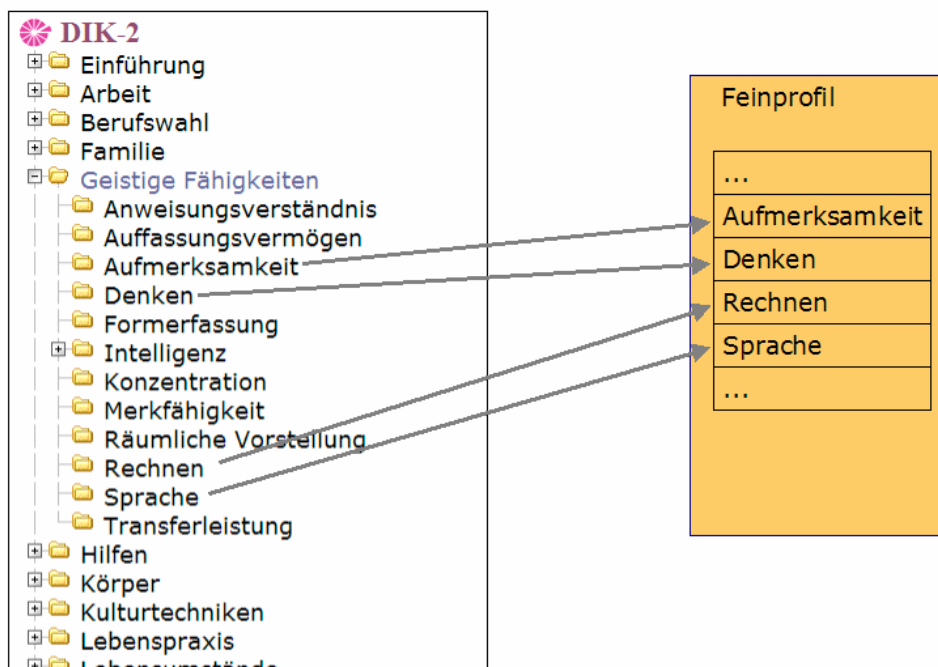 DIK-2
Einführung
Arbeit
Berufswahl
Familie
Geistige Fähigkeiten
Anweisungsverständnis
Auffassungsvermögen
Aufmerksamkeit
Denken
Formerfassung
Intelligenz
Konzentration
Merkfähigkeit
Räumliche Vorstellung
Rechnen
Sprache
Transferleistung
Hilfen
Körper
Kulturtechniken
Lebenspraxis
Lebensumstände
Feinprofil
...
Aufmerksamkeit
Denken
Rechnen
Sprache
...